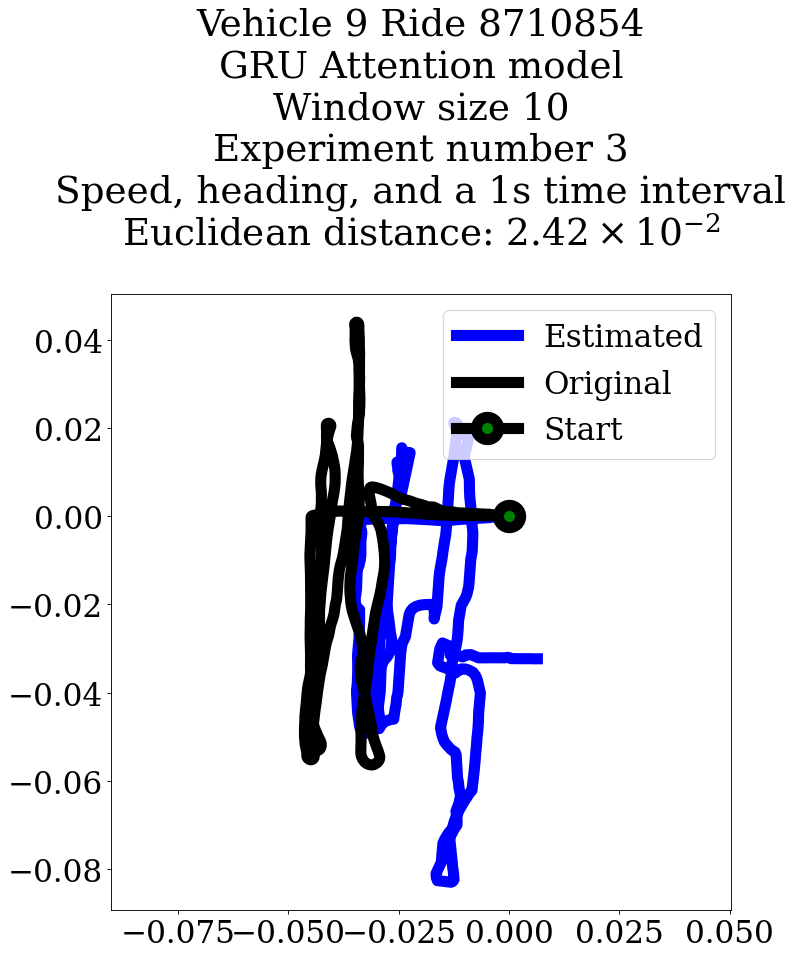 Vehicle 9 Ride 8710854
GRU Attention model
Window size 10
Experiment number 3
Speed, heading, and a 1s time interval
Euclidean distance: 2.42 × 10⁻²
Estimated
Original
Start
0.04
0.02
0.00
−0.02
−0.04
−0.06
−0.08
−0.075 −0.050 −0.025 0.000 0.025 0.050